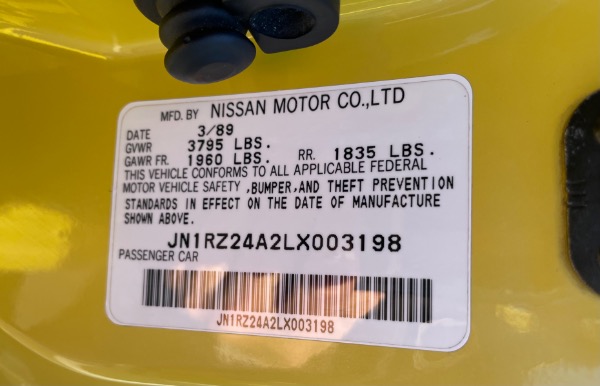 MFD. BY NISSAN MOTOR CO.,LTD
DATE 3/89
GVWR 3795 LBS.
GAWR FR. 1960 LBS. RR. 1835 LBS.
THIS VEHICLE CONFORMS TO ALL APPLICABLE FEDERAL
MOTOR VEHICLE SAFETY ,BUMPER,AND THEFT PREVENTION
STANDARDS IN EFFECT ON THE DATE OF MANUFACTURE
SHOWN ABOVE.
JN1RZ24A2LX003198
PASSENGER CAR
JN1RZ24A2LX003198